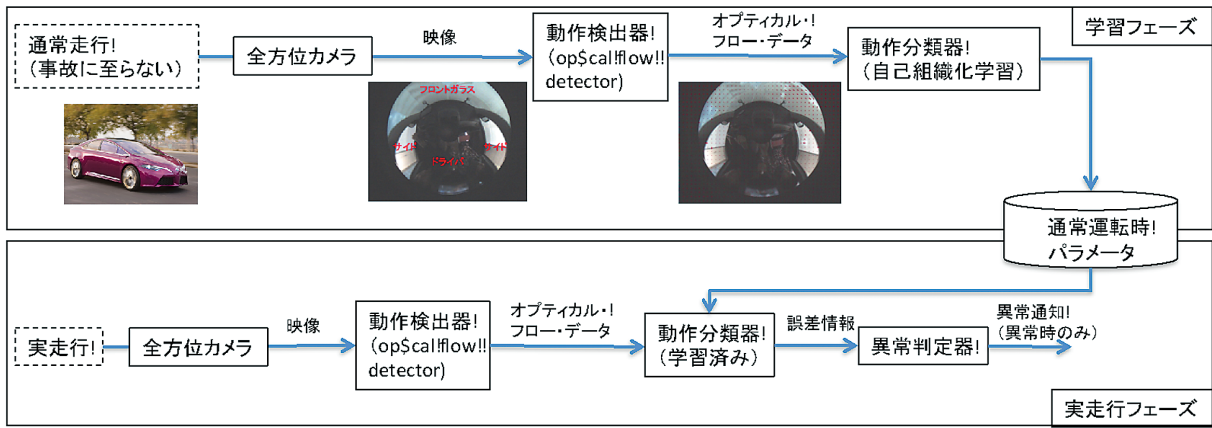 学習フェーズ
通常走行!
(事故に至らない)
全方位カメラ
映像
動作検出器!
(op$cal!flow!!
detector)
オプティカル・!
フロー・データ
動作分類器!
(自己組織化学習)
フロントガラス
サイド
サイド
ドライバ
通常運転時!
パラメータ
実走行!
全方位カメラ
映像
動作検出器!
(op$cal!flow!!
detector)
オプティカル・!
フロー・データ
動作分類器!
(学習済み)
誤差情報
異常判定器!
異常通知!
(異常時のみ)
実走行フェーズ